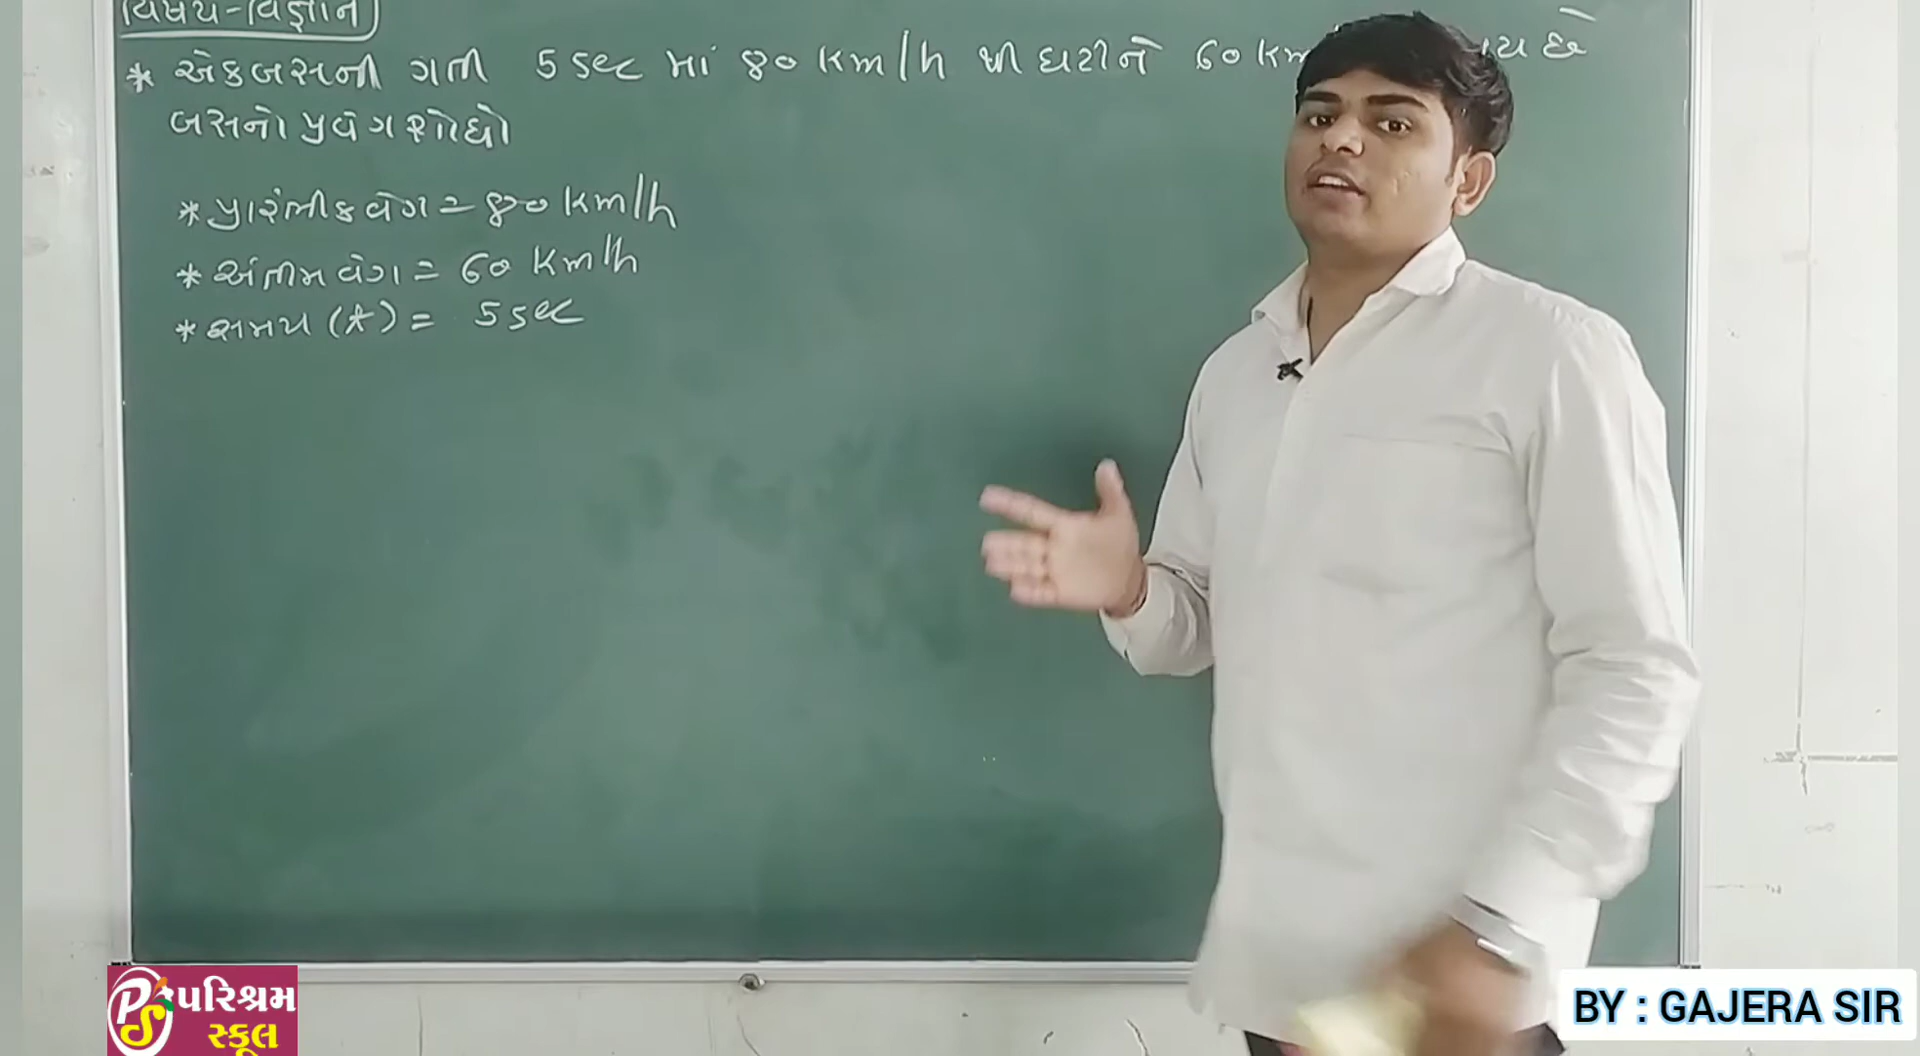 વિષય-વિજ્ઞાન
* એક બસની ગતી 5 sec માં 80 km/h થી ઘટીને 60 km ય છે
બસનો પ્રવેગ શોધો
* પ્રારંભીક વેગ = 80 km/h
* અંતીમ વેગ = 60 km/h
* સમય (t) = 5 sec
PS પરિશ્રમ
સ્કૂલ
BY : GAJERA SIR